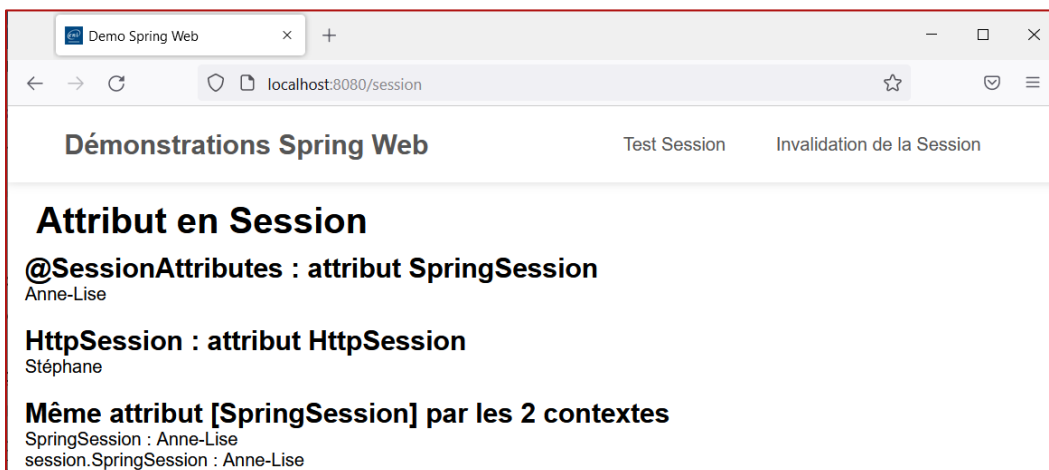 Demo Spring Web
localhost:8080/session
Démonstrations Spring Web
Test Session
Invalidation de la Session
Attribut en Session
@SessionAttributes : attribut SpringSession
Anne-Lise
HttpSession : attribut HttpSession
Stéphane
Même attribut [SpringSession] par les 2 contextes
SpringSession : Anne-Lise
session.SpringSession : Anne-Lise